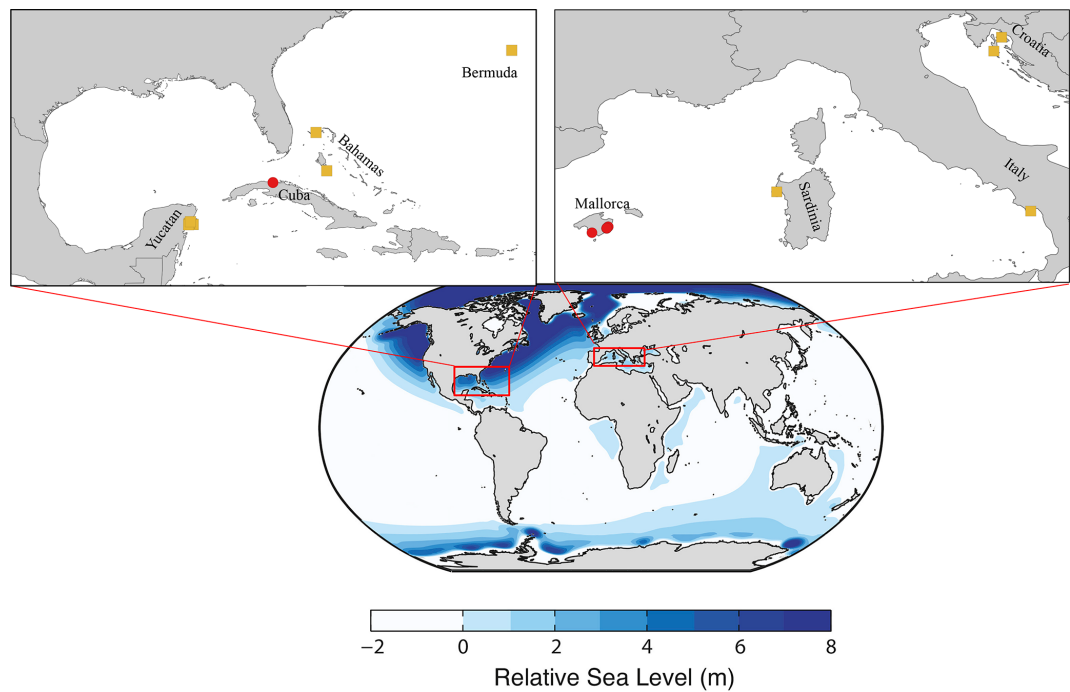 Bermuda
Bahamas
Cuba
Yucatan
Croatia
Italy
Sardinia
Mallorca
−2 0 2 4 6 8
Relative Sea Level (m)